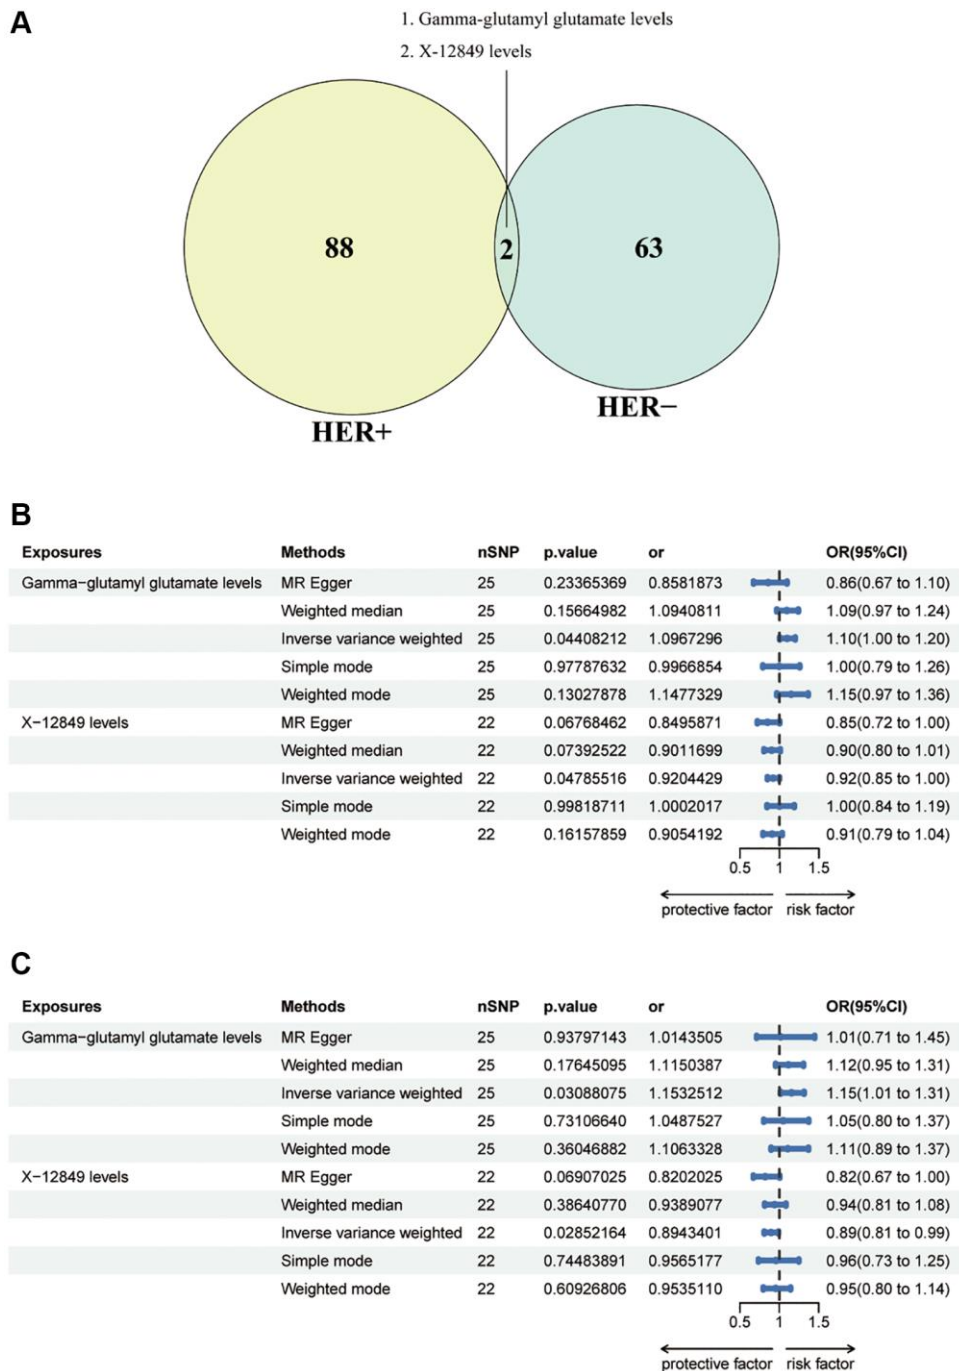 A
1. Gamma-glutamyl glutamate levels
2. X-12849 levels
88
2
63
HER+
HER−
B
Exposures Methods nSNP p.value or OR(95%CI)
Gamma−glutamyl glutamate levels MR Egger 25 0.23365369 0.8581873 0.86(0.67 to 1.10)
Weighted median 25 0.15664982 1.0940811 1.09(0.97 to 1.24)
Inverse variance weighted 25 0.04408212 1.0967296 1.10(1.00 to 1.20)
Simple mode 25 0.97787632 0.9966854 1.00(0.79 to 1.26)
Weighted mode 25 0.13027878 1.1477329 1.15(0.97 to 1.36)
X−12849 levels MR Egger 22 0.06768462 0.8495871 0.85(0.72 to 1.00)
Weighted median 22 0.07392522 0.9011699 0.90(0.80 to 1.01)
Inverse variance weighted 22 0.04785516 0.9204429 0.92(0.85 to 1.00)
Simple mode 22 0.99818711 1.0002017 1.00(0.84 to 1.19)
Weighted mode 22 0.16157859 0.9054192 0.91(0.79 to 1.04)
0.5 1 1.5
protective factor risk factor
C
Exposures Methods nSNP p.value or OR(95%CI)
Gamma−glutamyl glutamate levels MR Egger 25 0.93797143 1.0143505 1.01(0.71 to 1.45)
Weighted median 25 0.17645095 1.1150387 1.12(0.95 to 1.31)
Inverse variance weighted 25 0.03088075 1.1532512 1.15(1.01 to 1.31)
Simple mode 25 0.73106640 1.0487527 1.05(0.80 to 1.37)
Weighted mode 25 0.36046882 1.1063328 1.11(0.89 to 1.37)
X−12849 levels MR Egger 22 0.06907025 0.8202025 0.82(0.67 to 1.00)
Weighted median 22 0.38640770 0.9389077 0.94(0.81 to 1.08)
Inverse variance weighted 22 0.02852164 0.8943401 0.89(0.81 to 0.99)
Simple mode 22 0.74483891 0.9565177 0.96(0.73 to 1.25)
Weighted mode 22 0.60926806 0.9535110 0.95(0.80 to 1.14)
0.5 1 1.5
protective factor risk factor